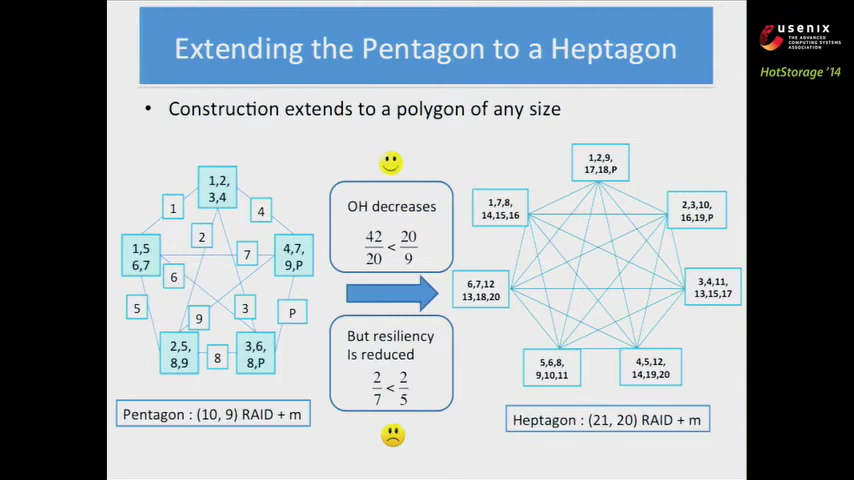 Extending the Pentagon to a Heptagon
usenix
THE ADVANCED
COMPUTING SYSTEMS
ASSOCIATION
HotStorage '14
• Construction extends to a polygon of any size
1,2,
3,4
1
4
2
1,5
6,7
7
4,7,
9,P
6
5
9
3
P
2,5,
8,9
8
3,6,
8,P
Pentagon : (10, 9) RAID + m
OH decreases
42/20 < 20/9
But resiliency
Is reduced
2/7 < 2/5
1,2,9,
17,18,P
1,7,8,
14,15,16
2,3,10,
16,19,P
6,7,12
13,18,20
3,4,11,
13,15,17
5,6,8,
9,10,11
4,5,12,
14,19,20
Heptagon : (21, 20) RAID + m